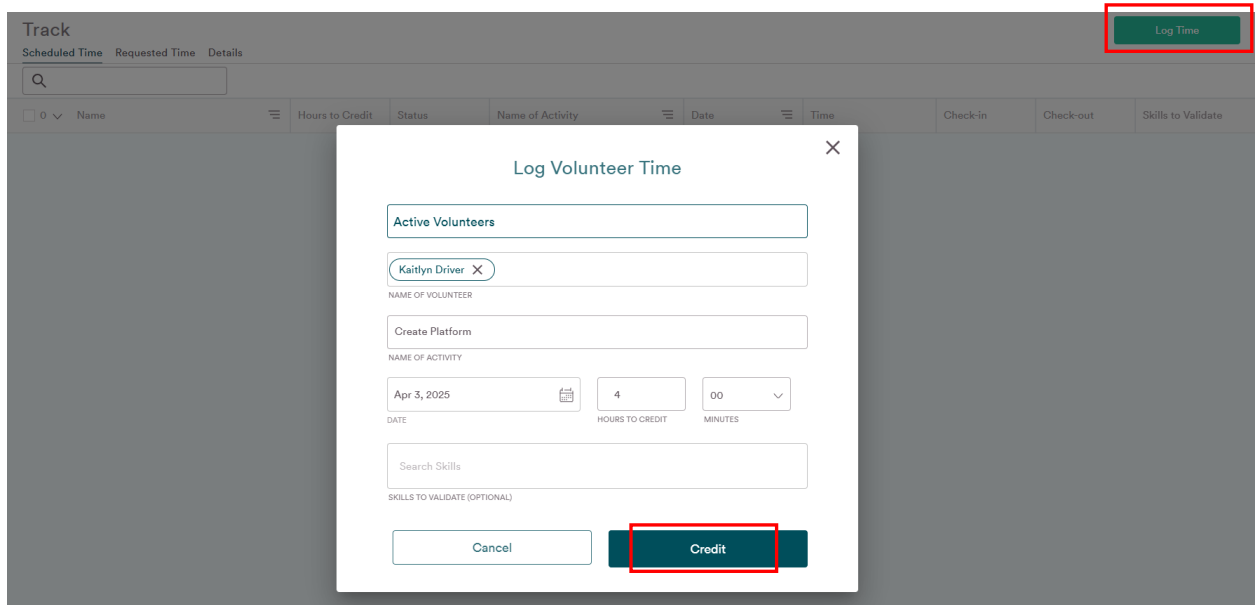 Track
Log Time
Scheduled Time Requested Time Details
0 Name Hours to Credit Status Name of Activity Date Time Check-in Check-out Skills to Validate
Log Volunteer Time
Active Volunteers
Kaitlyn Driver
NAME OF VOLUNTEER
Create Platform
NAME OF ACTIVITY
Apr 3, 2025 4 00
DATE HOURS TO CREDIT MINUTES
Search Skills
SKILLS TO VALIDATE (OPTIONAL)
Cancel Credit